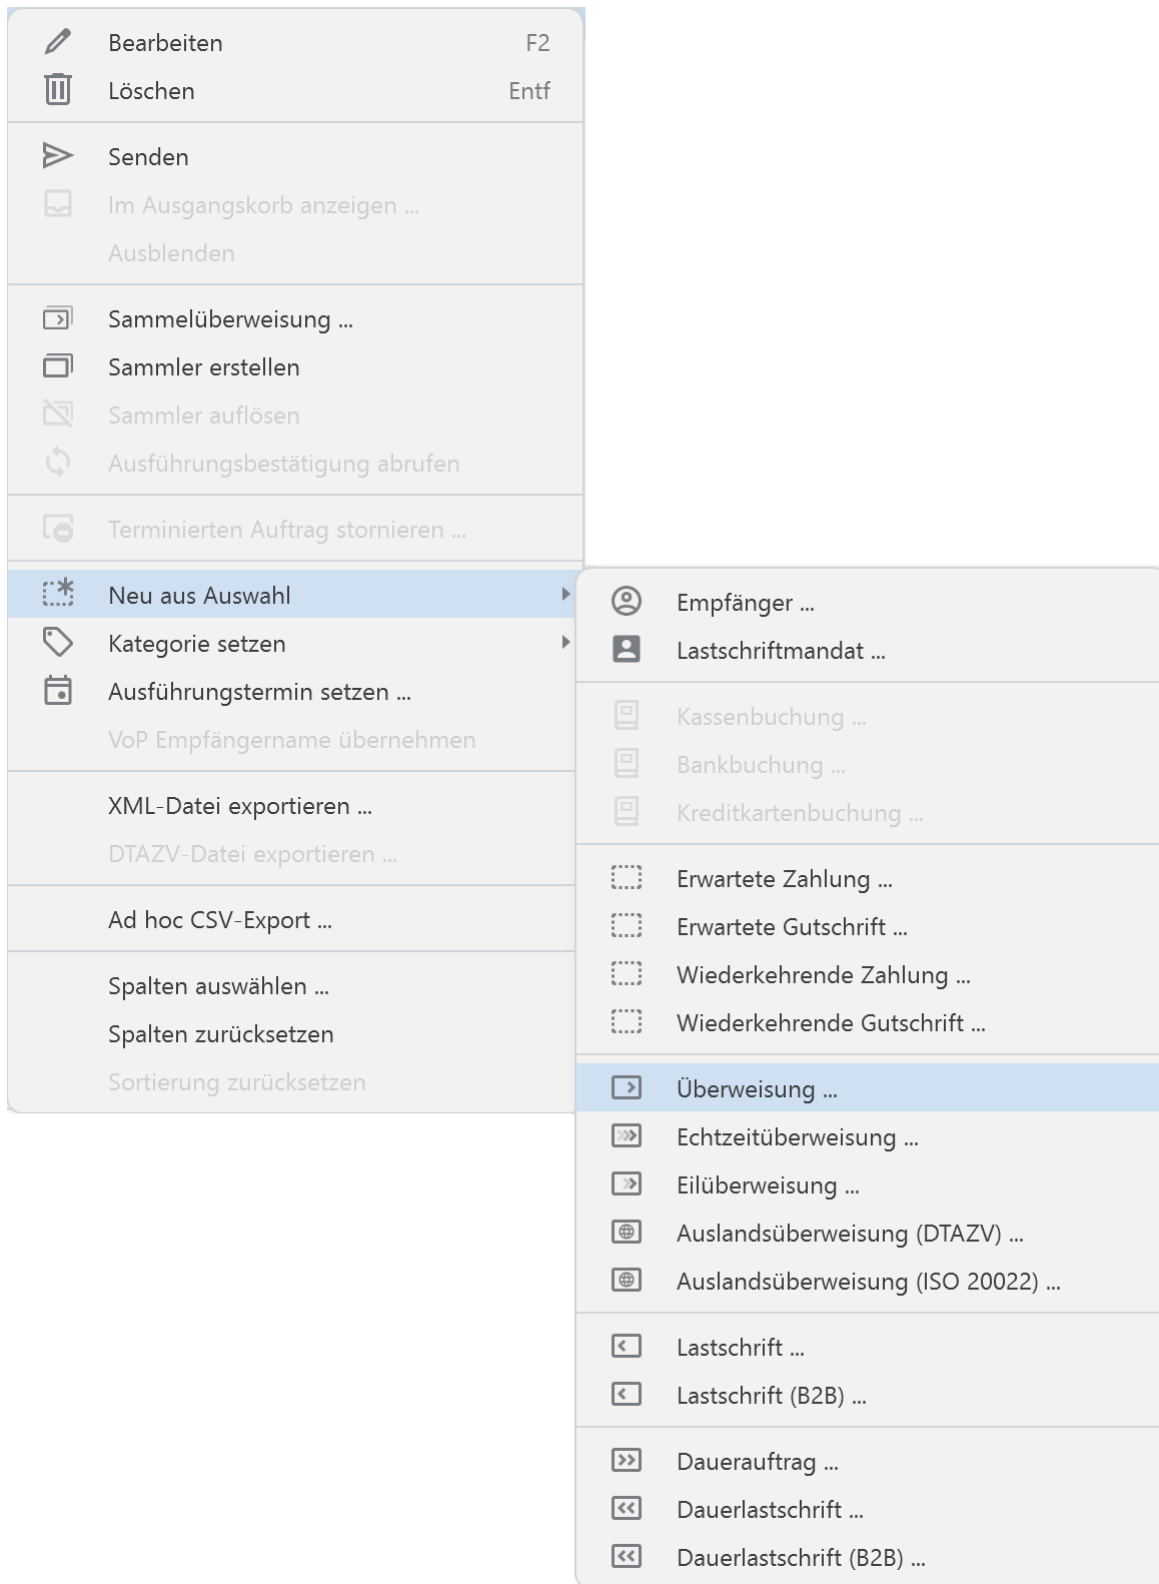 Bearbeiten F2
Löschen Entf
Senden
Im Ausgangskorb anzeigen ...
Ausblenden
Sammelüberweisung ...
Sammler erstellen
Sammler auflösen
Ausführungsbestätigung abrufen
Terminierten Auftrag stornieren ...
Neu aus Auswahl
Kategorie setzen
Ausführungstermin setzen ...
VoP Empfängername übernehmen
XML-Datei exportieren ...
DTAZV-Datei exportieren ...
Ad hoc CSV-Export ...
Spalten auswählen ...
Spalten zurücksetzen
Sortierung zurücksetzen
Empfänger ...
Lastschriftmandat ...
Kassenbuchung ...
Bankbuchung ...
Kreditkartenbuchung ...
Erwartete Zahlung ...
Erwartete Gutschrift ...
Wiederkehrende Zahlung ...
Wiederkehrende Gutschrift ...
Überweisung ...
Echtzeitüberweisung ...
Eilüberweisung ...
Auslandsüberweisung (DTAZV) ...
Auslandsüberweisung (ISO 20022) ...
Lastschrift ...
Lastschrift (B2B) ...
Dauerauftrag ...
Dauerlastschrift ...
Dauerlastschrift (B2B) ...